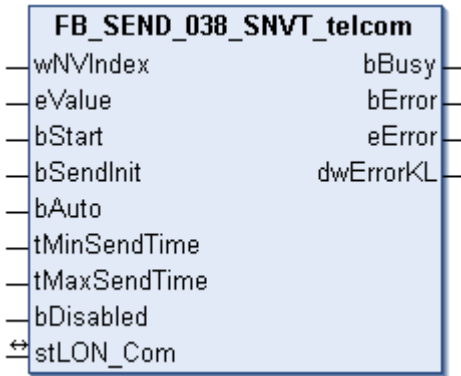 FB_SEND_038_SNVT_telcom
wNVIndex bBusy
eValue bError
bStart eError
bSendInit dwErrorKL
bAuto
tMinSendTime
tMaxSendTime
bDisabled
stLON_Com